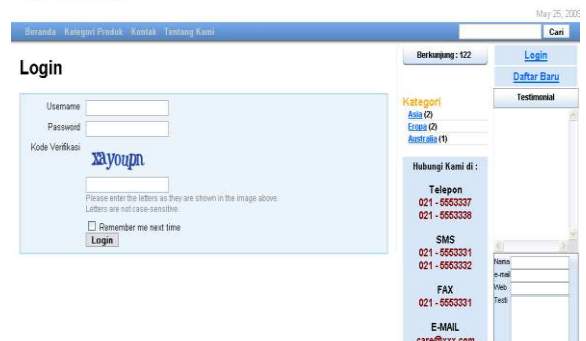 May 25, 2009
Beranda Kategori Produk Kontak Tentang Kami
Cari
Login
Username
Password
Kode Verifikasi
xayoupn
Please enter the letters as they are shown in the image above.
Letters are not case-sensitive.
Remember me next time
Login
Berkunjung : 122
Kategori
Asia (2)
Eropa (2)
Australia (1)
Hubungi Kami di :
Telepon
021 - 5553337
021 - 5553338
SMS
021 - 5553331
021 - 5553332
FAX
021 - 5553331
E-MAIL
care@xxx.com
Login
Daftar Baru
Testimonial
Nama
e-mail
Web
Testi